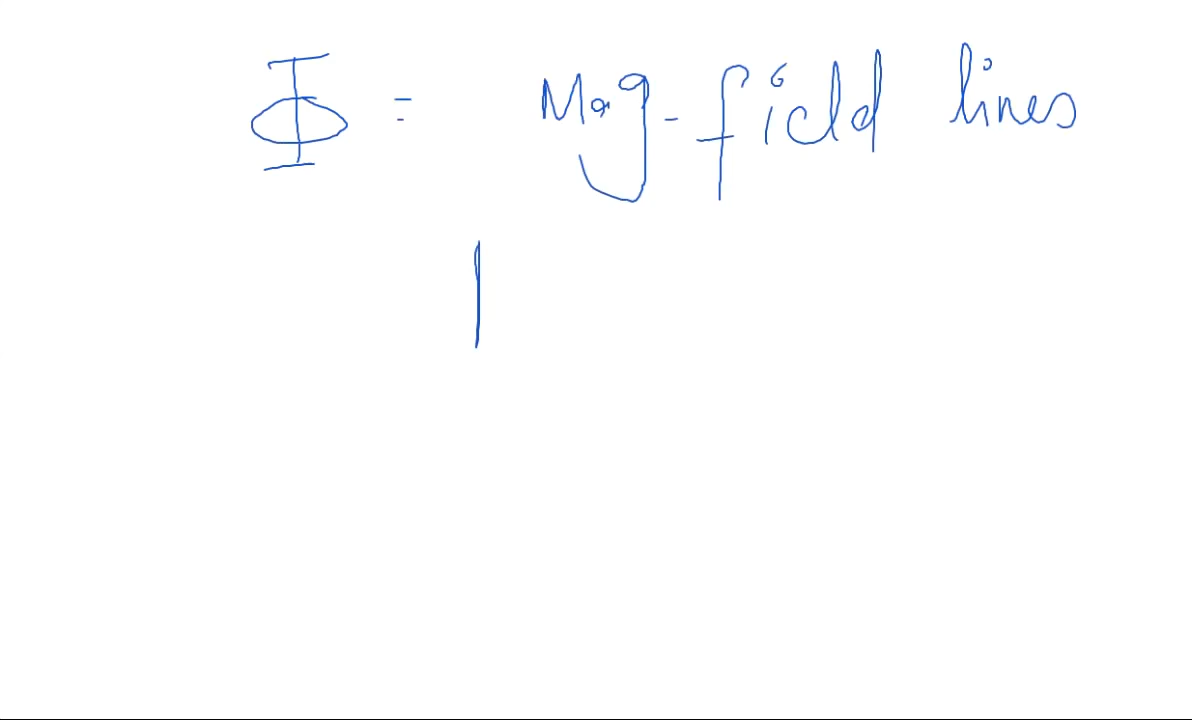 Φ = Mag-field lines
|